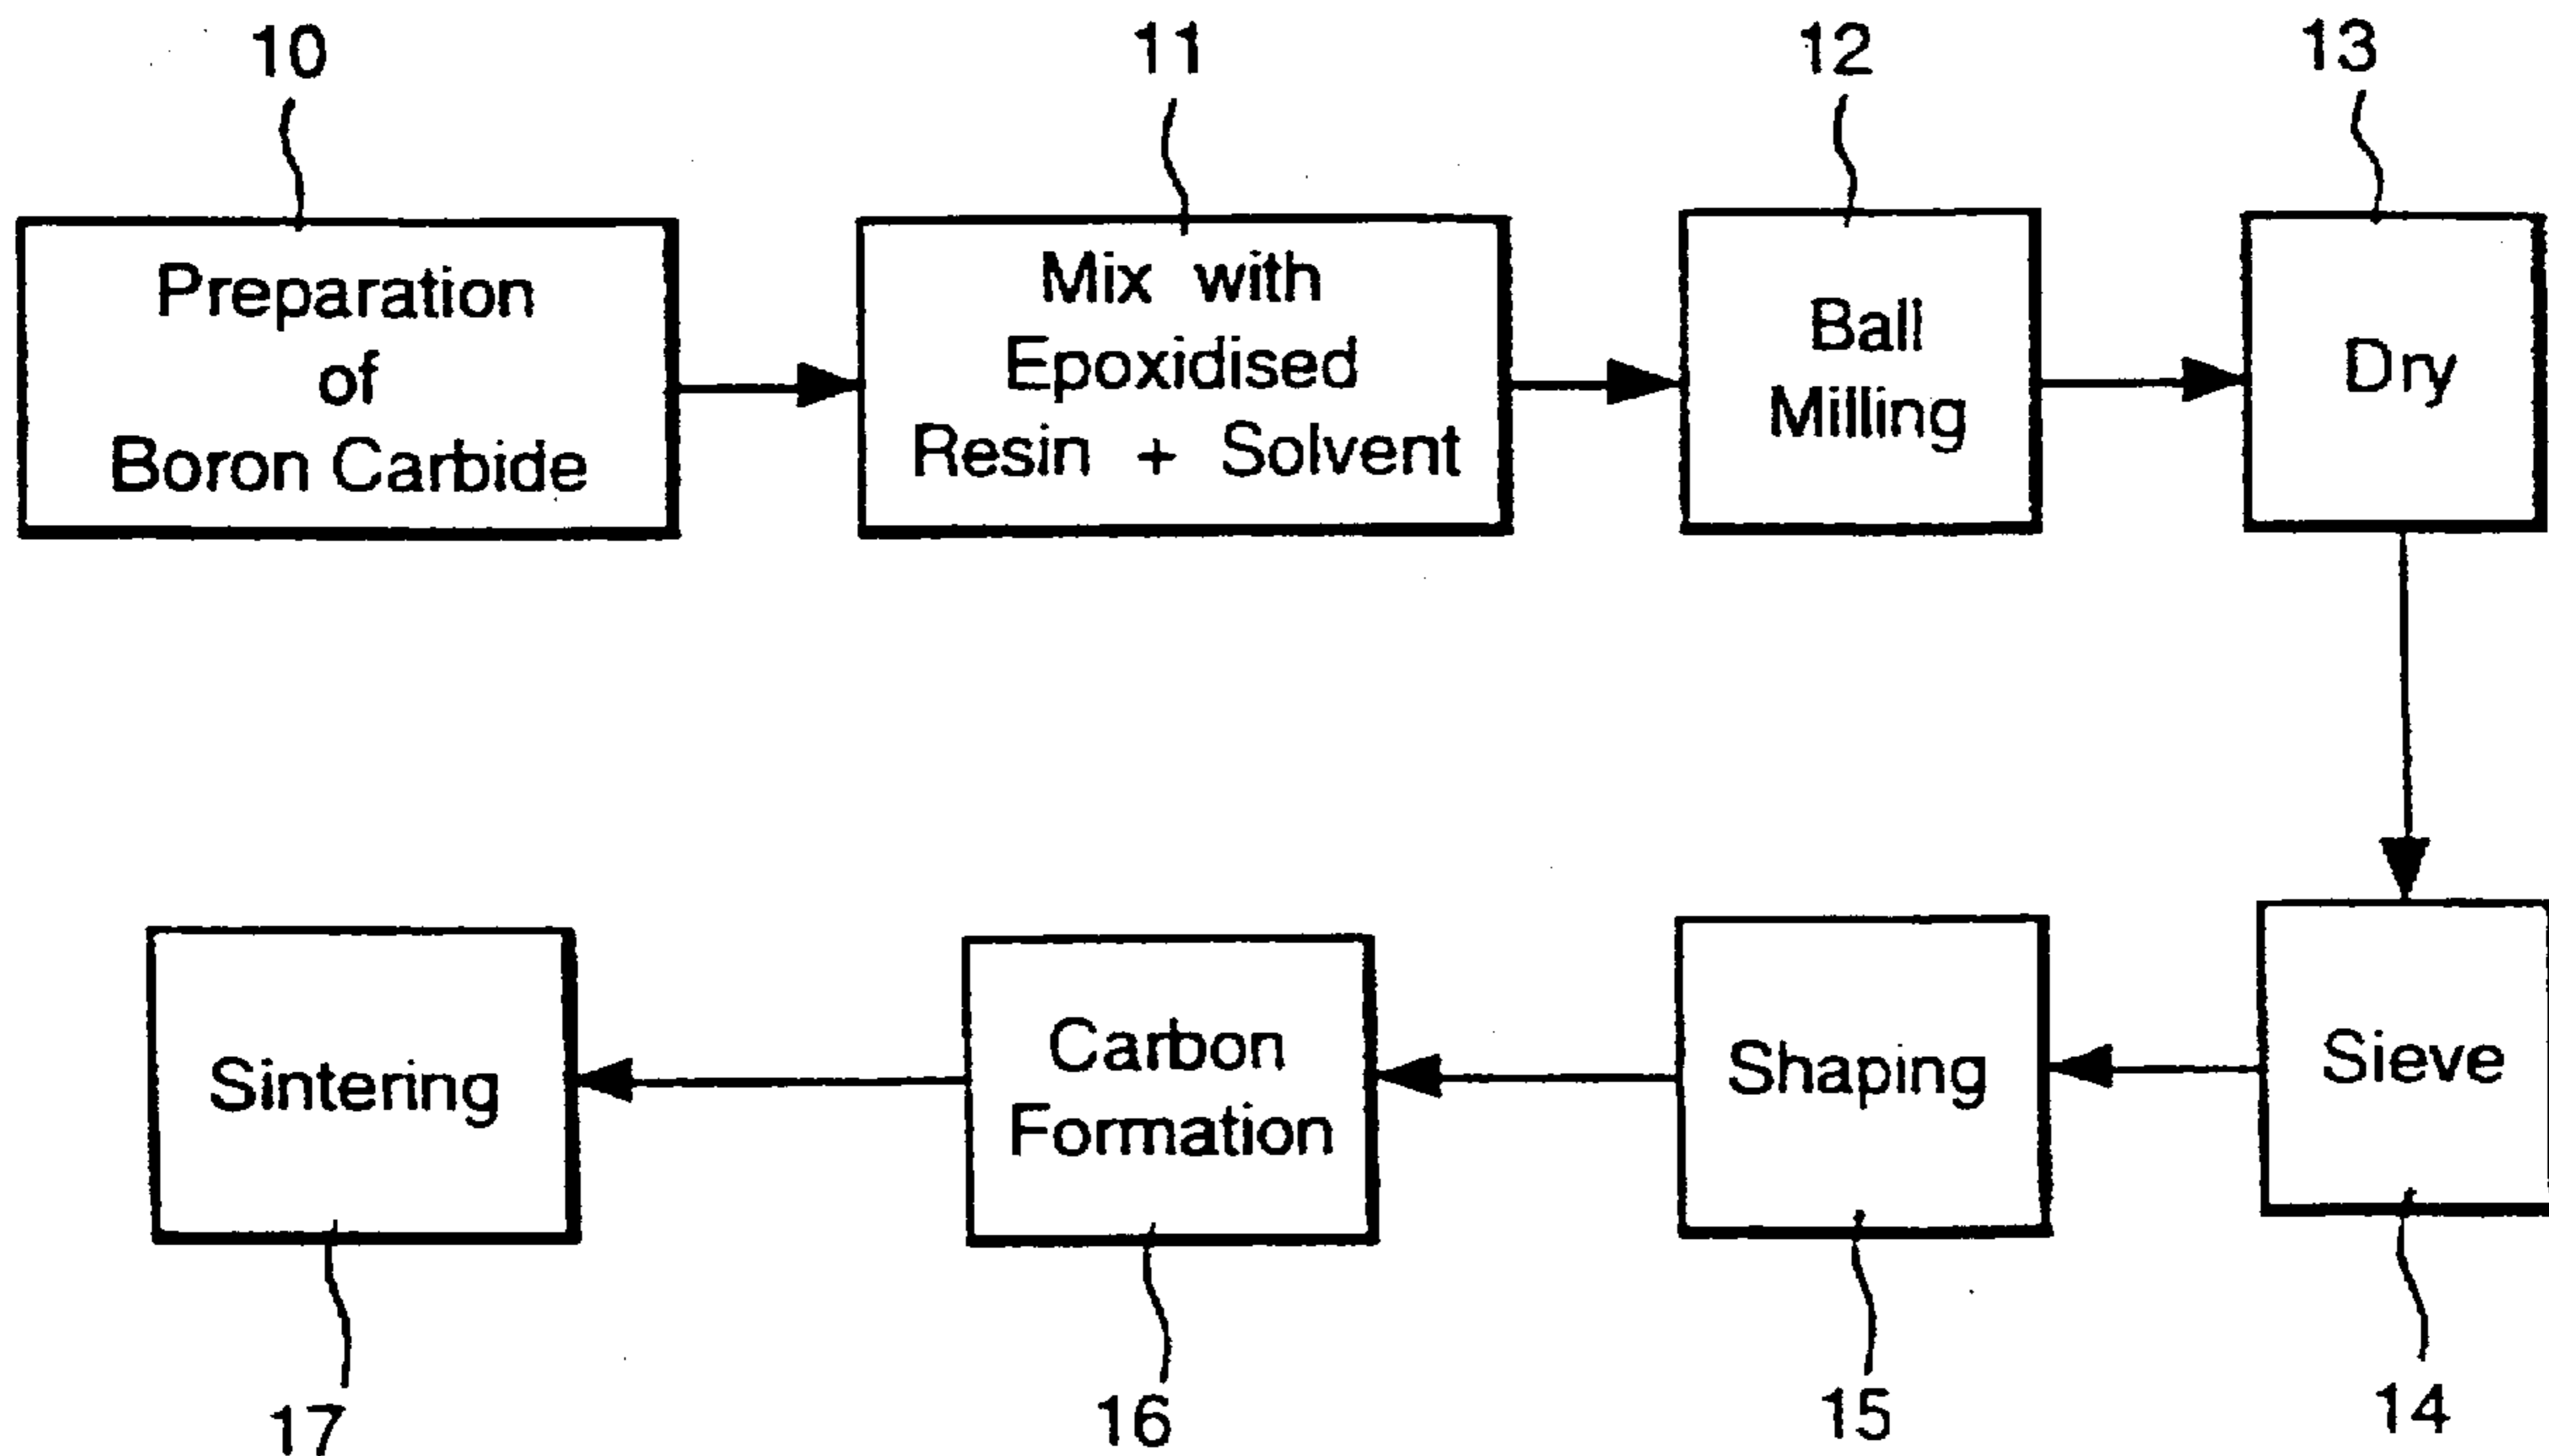 10
11
12
13
Preparation
of
Boron Carbide
Mix with
Epoxidised
Resin + Solvent
Ball
Milling
Dry
Sintering
Carbon
Formation
Shaping
Sieve
17
16
15
14